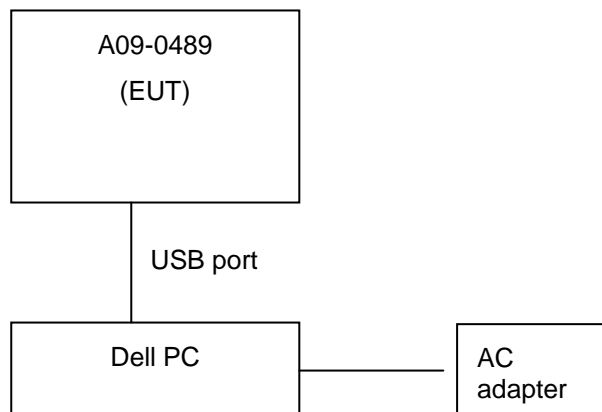 A09-0489
(EUT)
USB port
Dell PC
AC
adapter